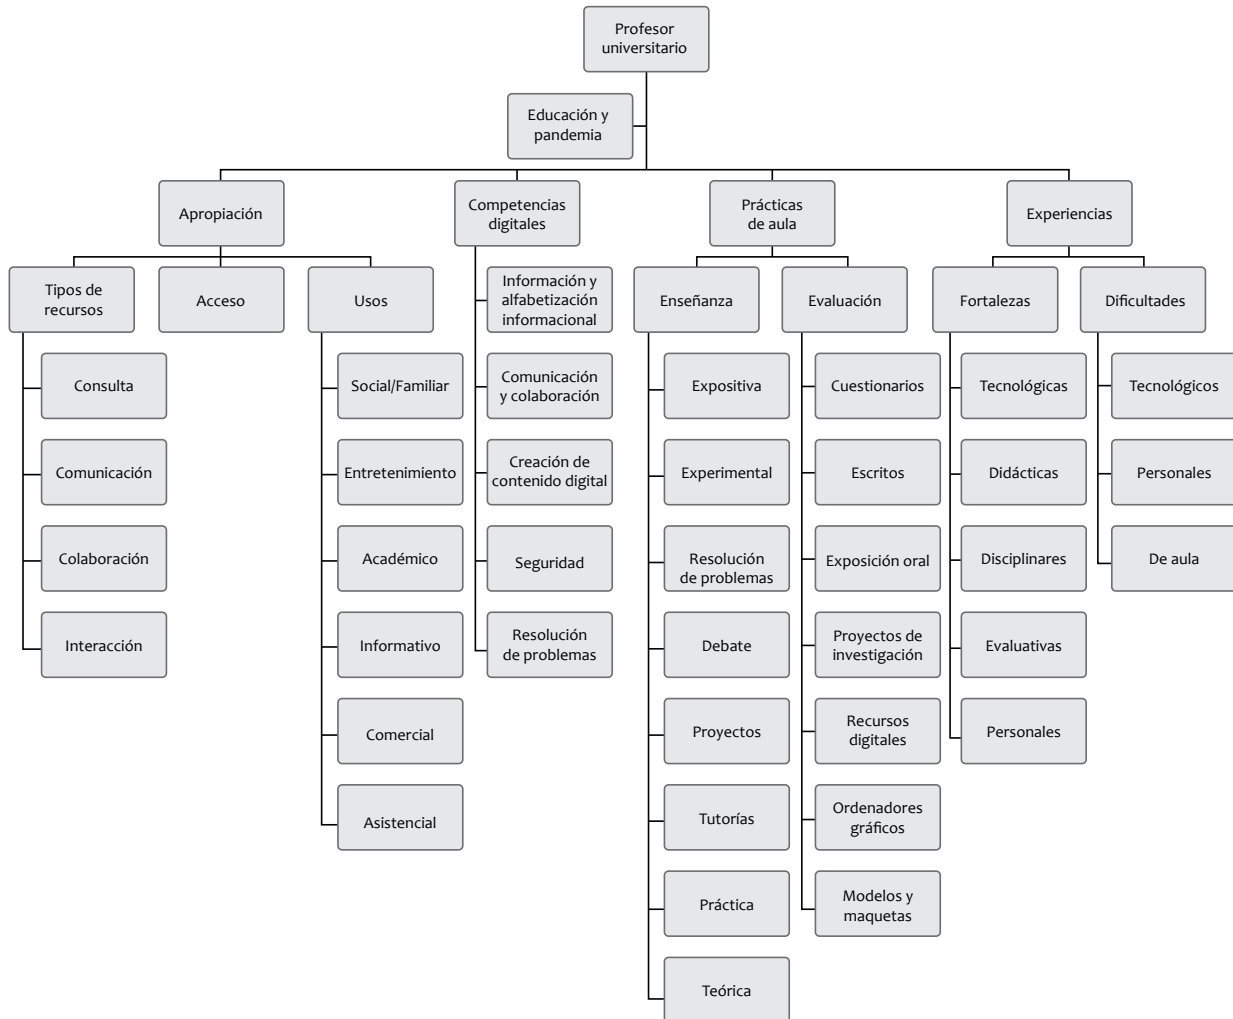 Profesor
universitario
Educación y
pandemia
Apropiación
Competencias
digitales
Prácticas
de aula
Experiencias
Tipos de
recursos
Acceso
Usos
Información y
alfabetización
informacional
Enseñanza
Evaluación
Fortalezas
Dificultades
Consulta
Social/Familiar
Comunicación
y colaboración
Expositiva
Cuestionarios
Tecnológicas
Tecnológicos
Comunicación
Entretenimiento
Creación de
contenido digital
Experimental
Escritos
Didácticas
Personales
Colaboración
Académico
Seguridad
Resolución
de problemas
Exposición oral
Disciplinares
De aula
Interacción
Informativo
Resolución
de problemas
Debate
Proyectos de
investigación
Evaluativas
Comercial
Proyectos
Recursos
digitales
Personales
Asistencial
Tutorías
Ordenadores
gráficos
Práctica
Modelos y
maquetas
Teórica